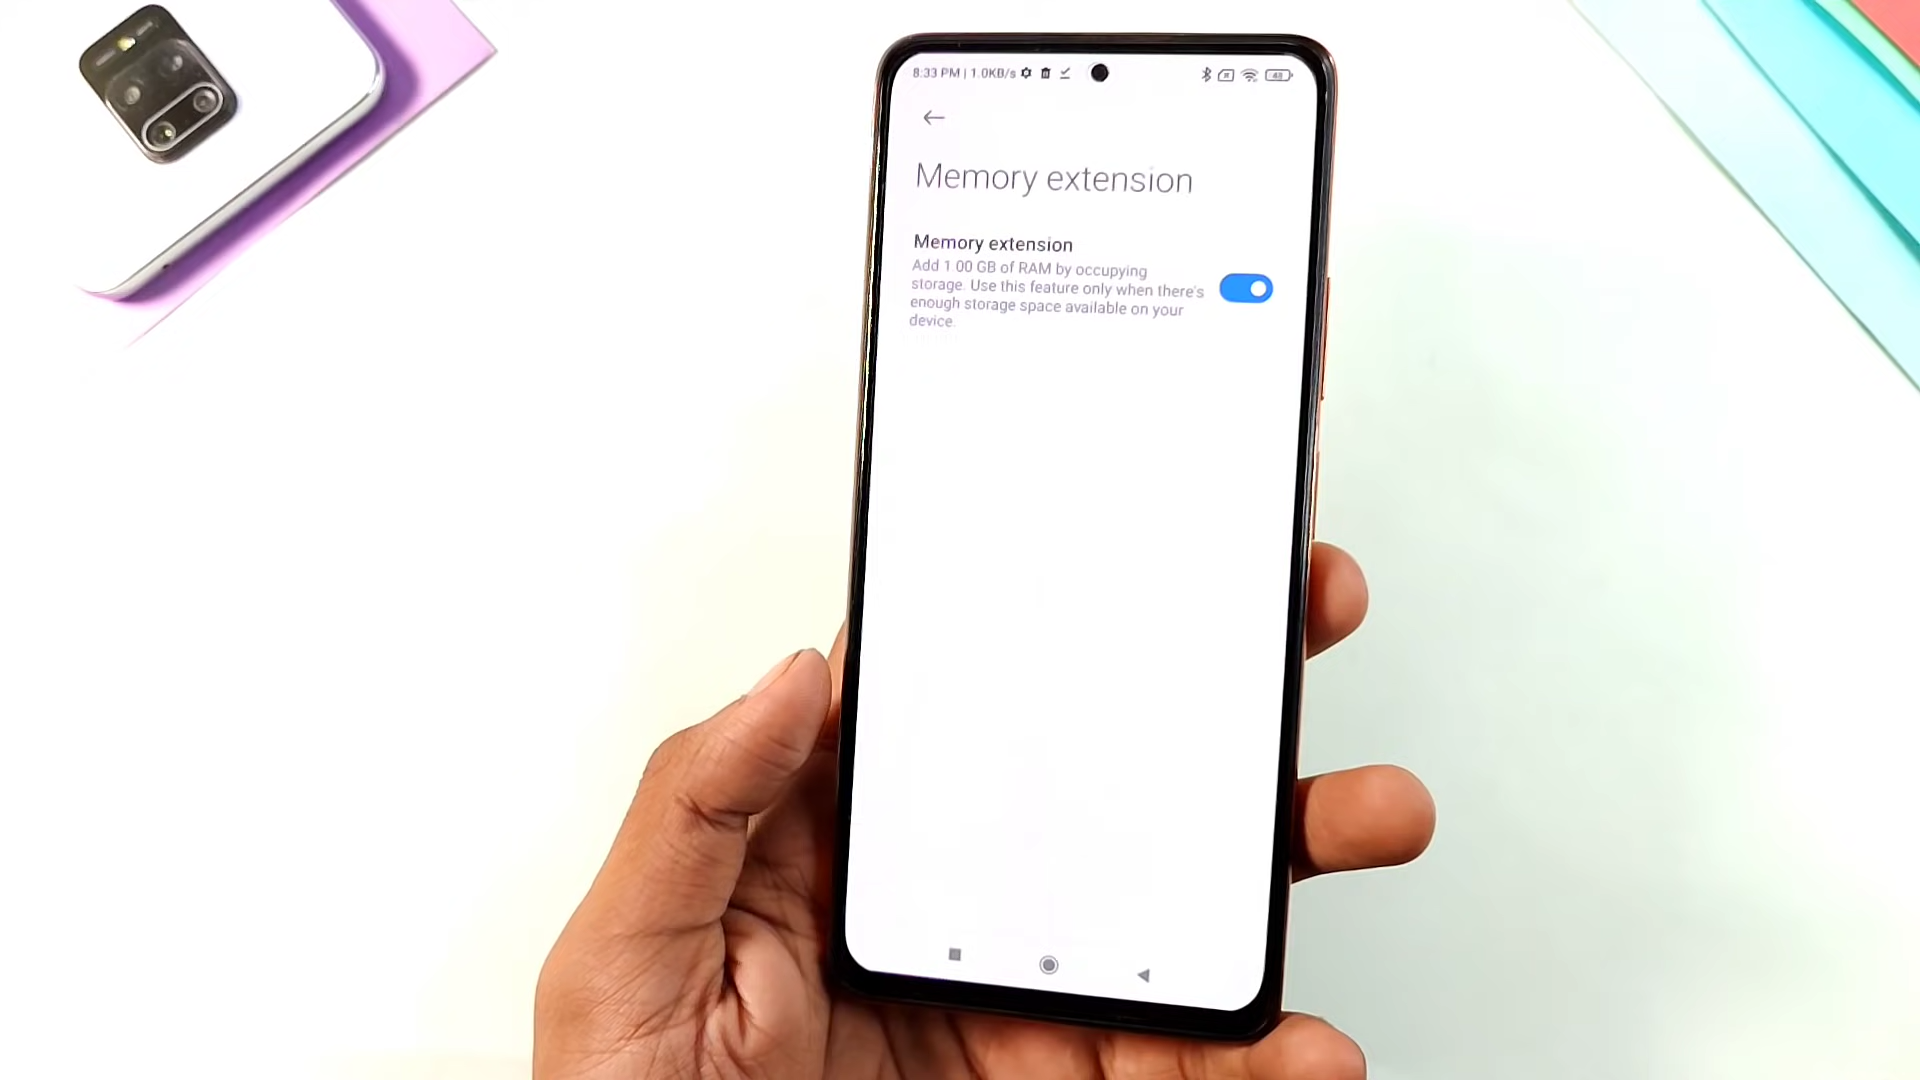 8:33 PM | 1.0KB/s
48
Memory extension
Memory extension
Add 1 00 GB of RAM by occupying
storage. Use this feature only when there's
enough storage space available on your
device.